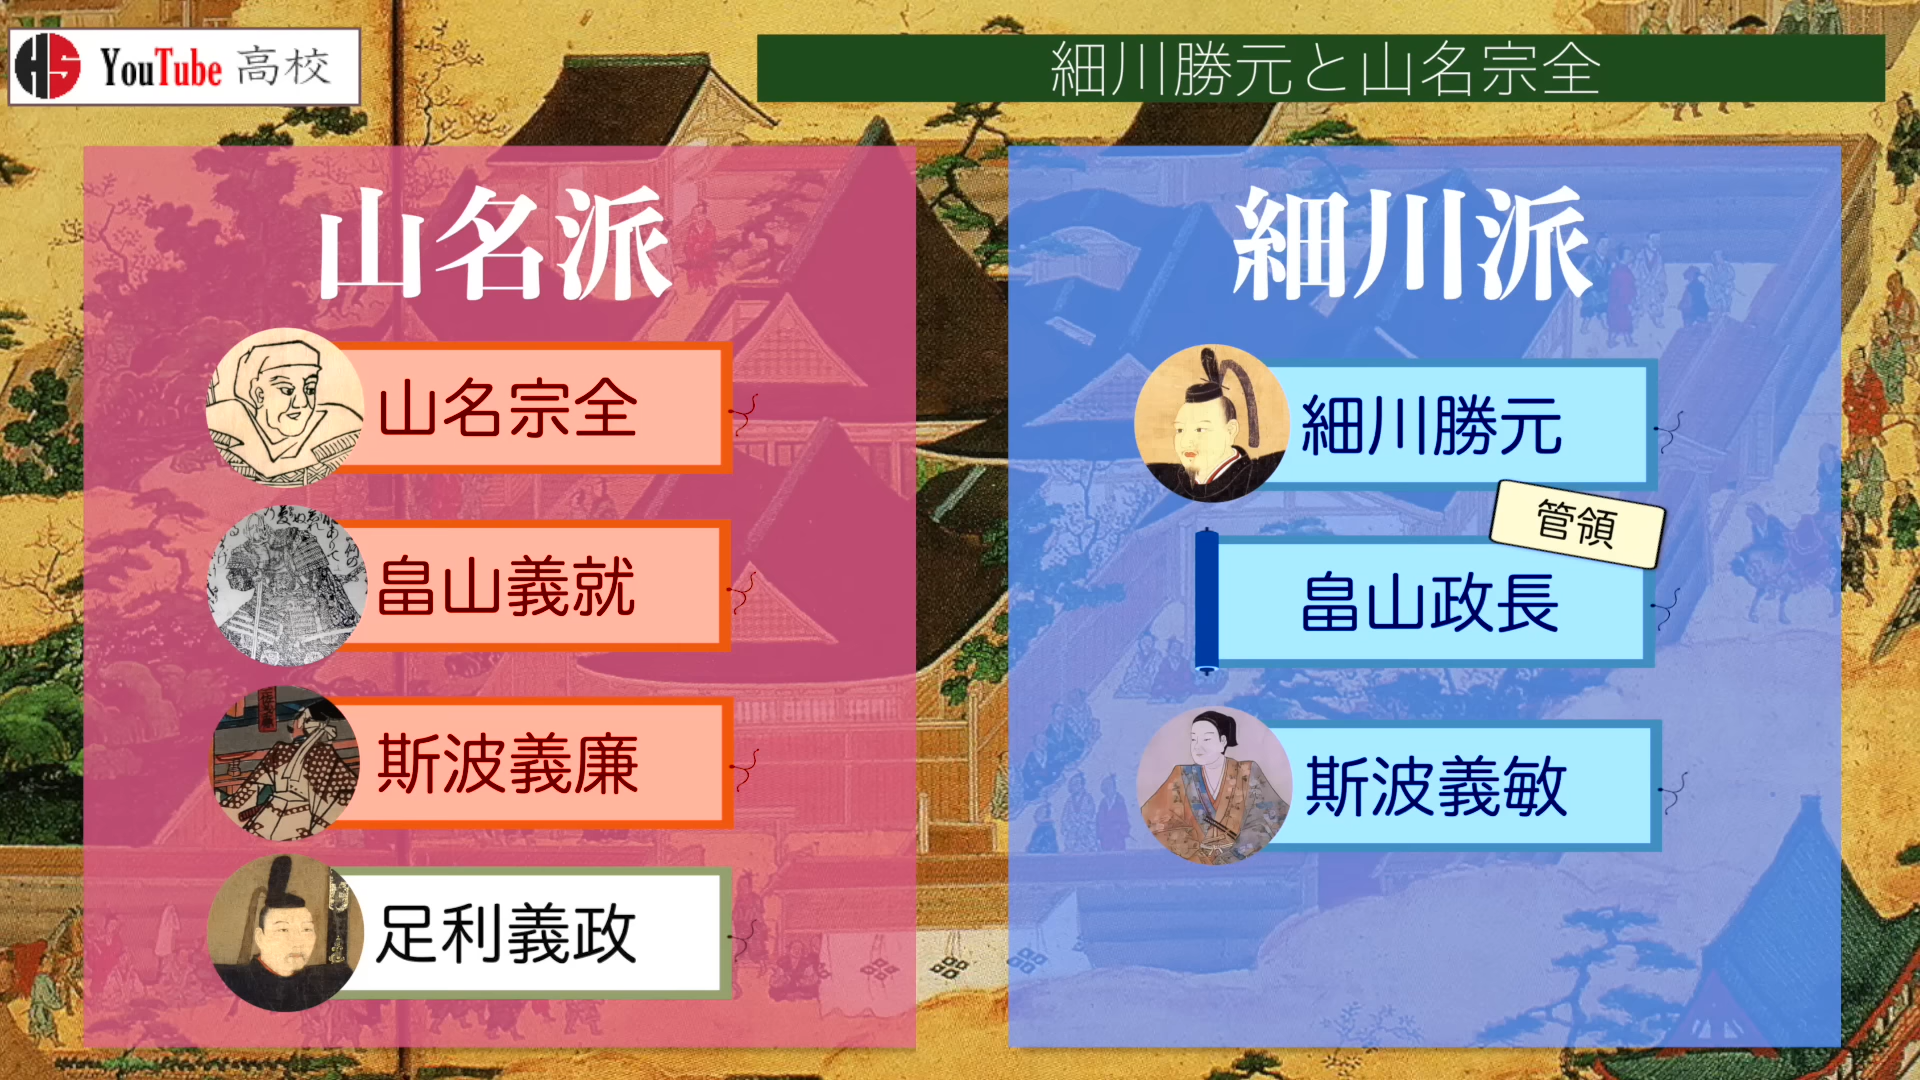 HS YouTube 高校
細川勝元と山名宗全
山名派
山名宗全
畠山義就
斯波義廉
足利義政
細川派
細川勝元
管領
畠山政長
斯波義敏